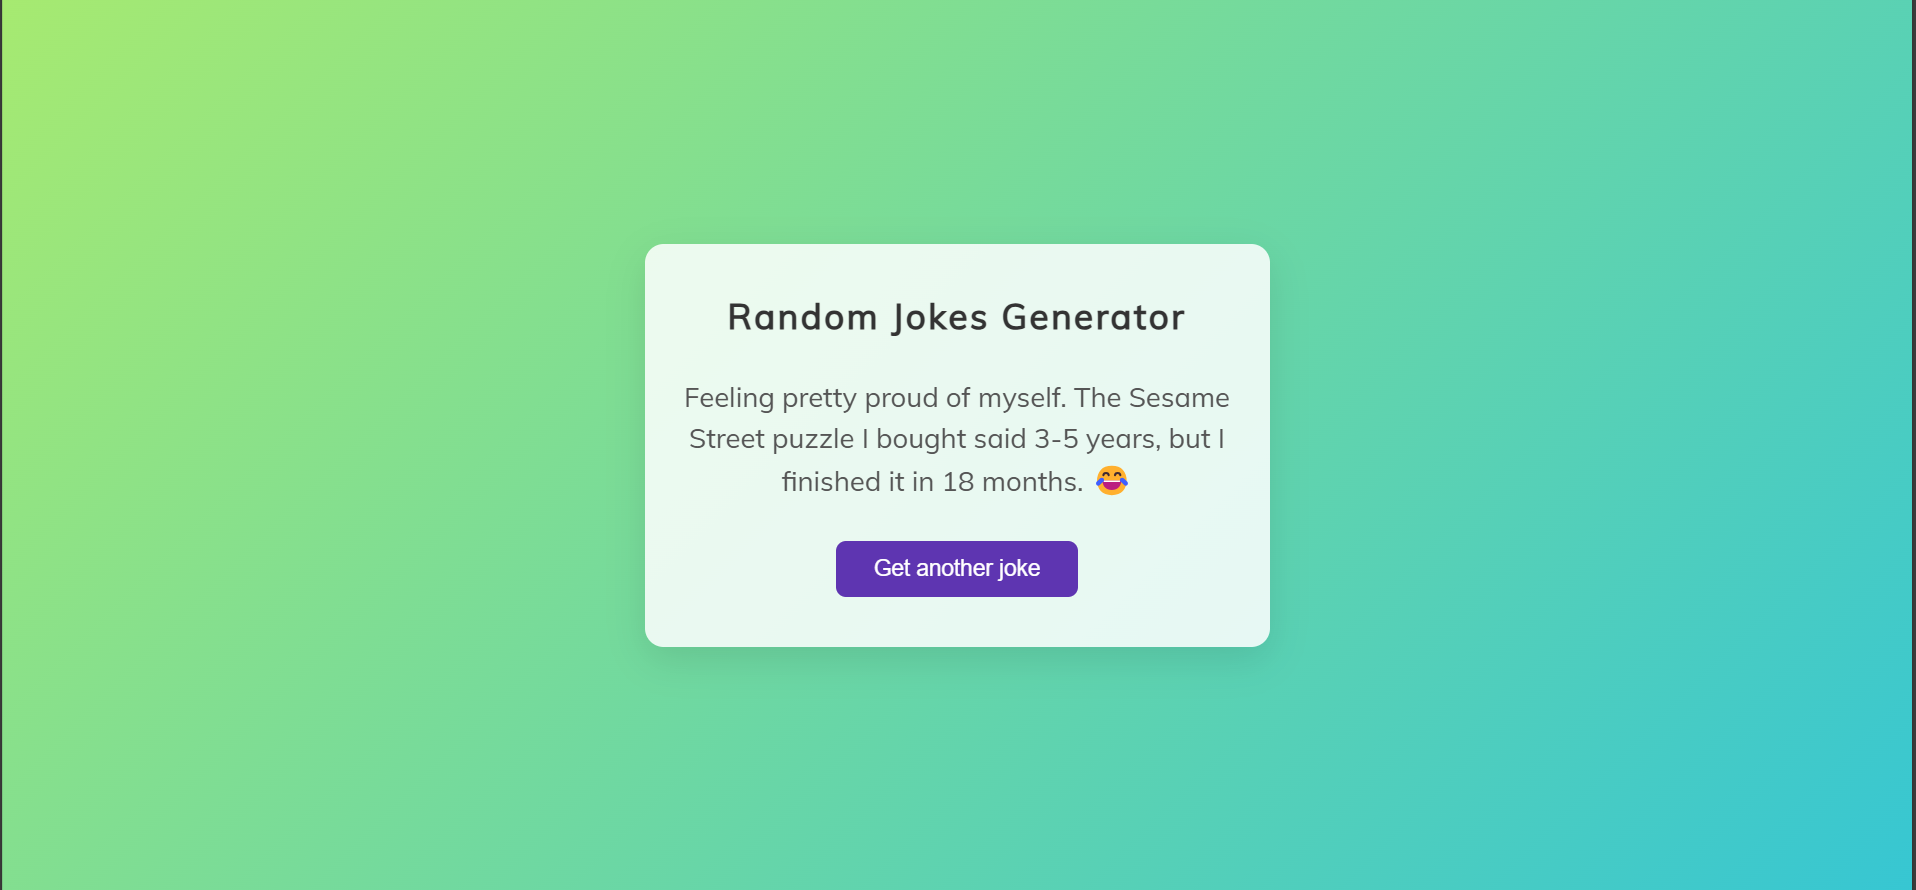 Random Jokes Generator
Feeling pretty proud of myself. The Sesame
Street puzzle I bought said 3-5 years, but I
finished it in 18 months. 😂
Get another joke